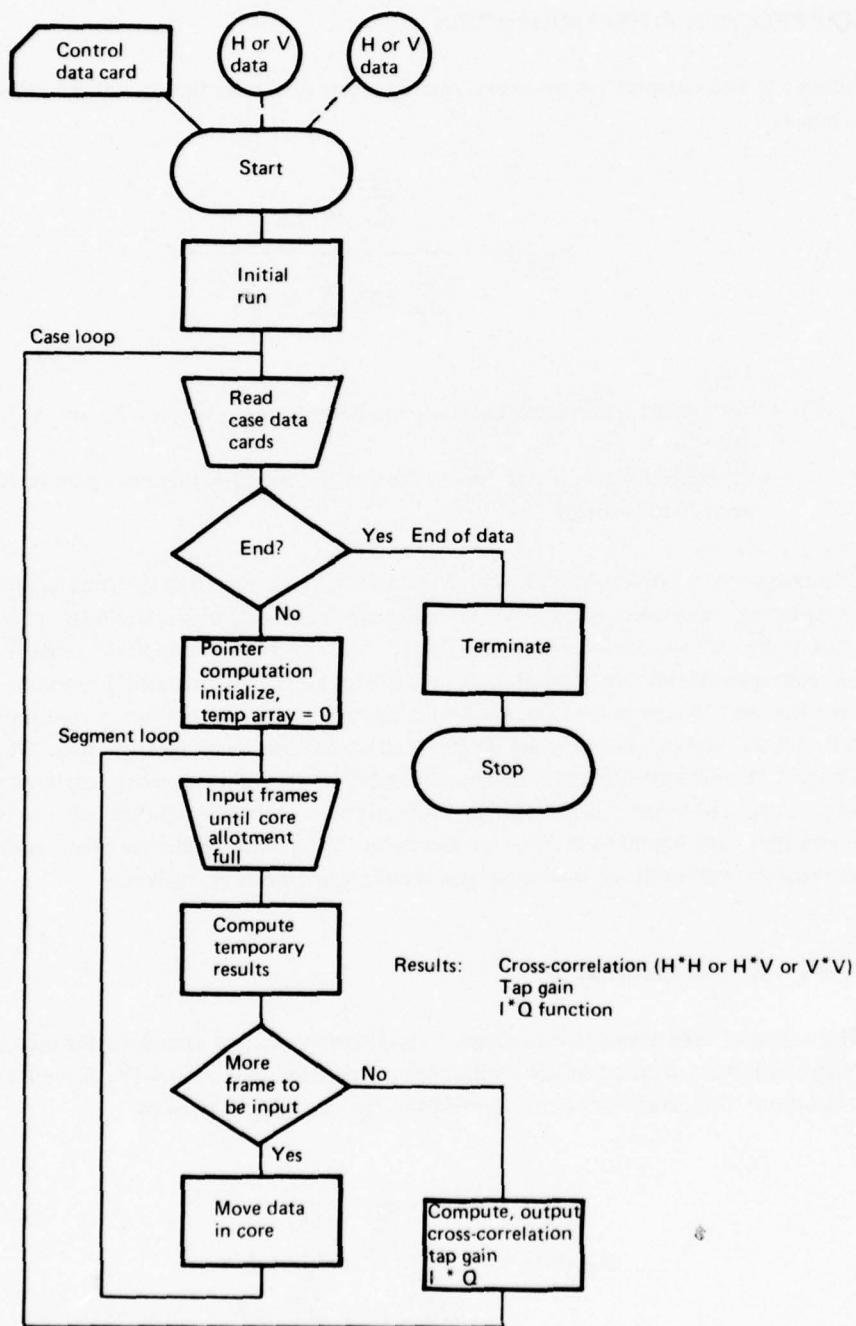 Control
data card
H or V
data
H or V
data
Start
Initial
run
Case loop
Read
case data
cards
End?
Yes End of data
No
Pointer
computation
initialize,
temp array = 0
Terminate
Segment loop
Stop
Input frames
until core
allotment
full
Compute
temporary
results
Results: Cross-correlation (H*H or H*V or V*V)
Tap gain
I*Q function
More
frame to
be input
No
Yes
Move data
in core
Compute, output
cross-correlation
tap gain
I * Q